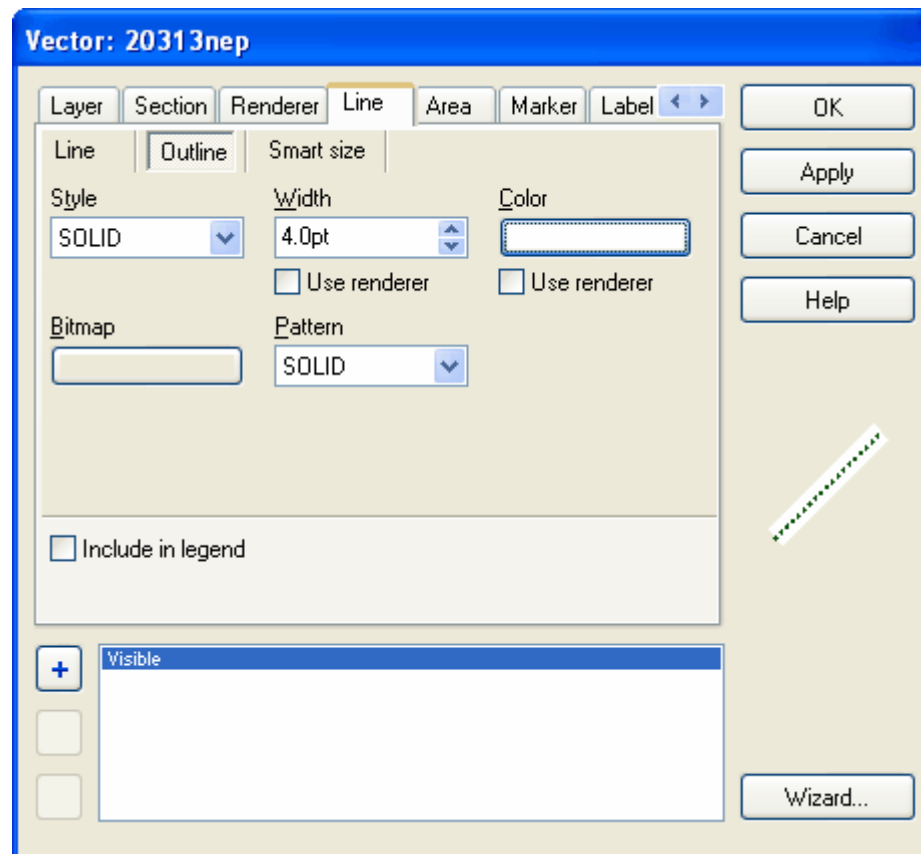 Vector: 20313nep
Layer Section Renderer Line Area Marker Label
OK
Line Outline Smart size
Apply
Style Width Color
SOLID 4.0pt
Cancel
Use renderer Use renderer
Help
Bitmap Pattern
SOLID
Include in legend
+ Visible
Wizard...